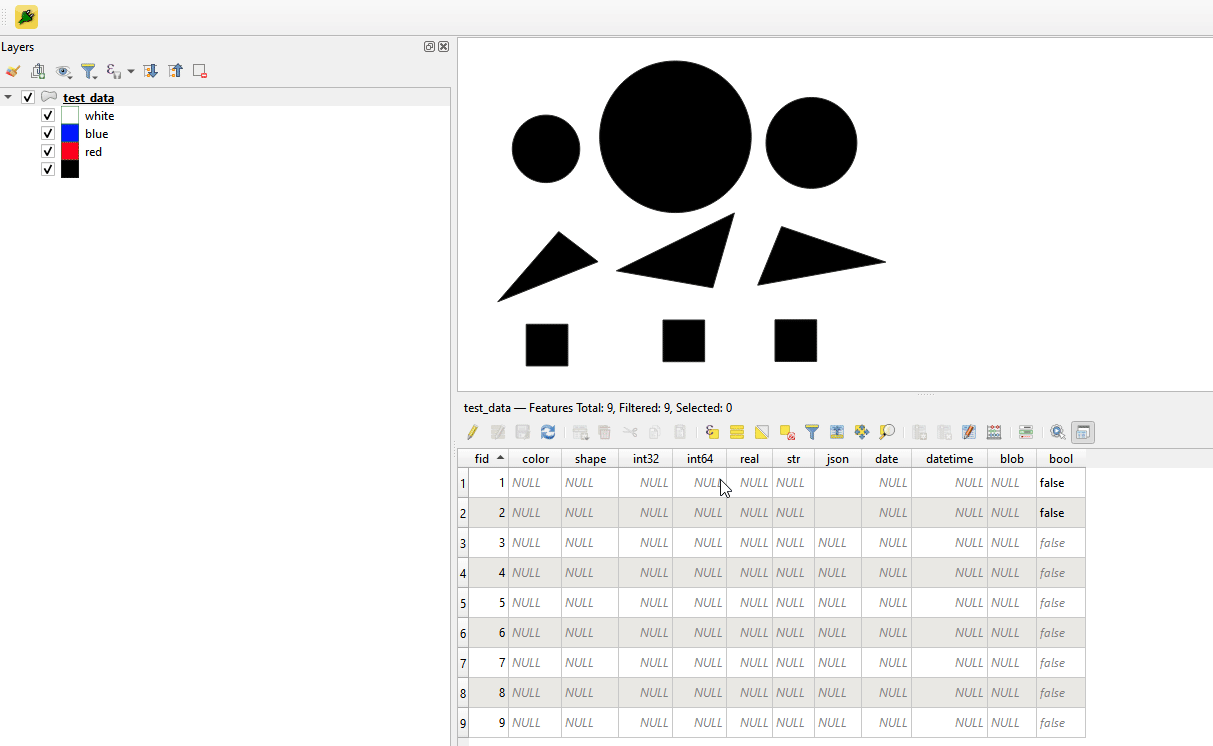 Layers
test_data
white
blue
red
test_data — Features Total: 9, Filtered: 9, Selected: 0
fid color shape int32 int64 real str json date datetime blob bool
1 1 NULL NULL NULL NULL NULL NULL NULL NULL NULL false
2 2 NULL NULL NULL NULL NULL NULL NULL NULL NULL false
3 3 NULL NULL NULL NULL NULL NULL NULL NULL NULL NULL false
4 4 NULL NULL NULL NULL NULL NULL NULL NULL NULL NULL false
5 5 NULL NULL NULL NULL NULL NULL NULL NULL NULL NULL false
6 6 NULL NULL NULL NULL NULL NULL NULL NULL NULL NULL false
7 7 NULL NULL NULL NULL NULL NULL NULL NULL NULL NULL false
8 8 NULL NULL NULL NULL NULL NULL NULL NULL NULL NULL false
9 9 NULL NULL NULL NULL NULL NULL NULL NULL NULL NULL false